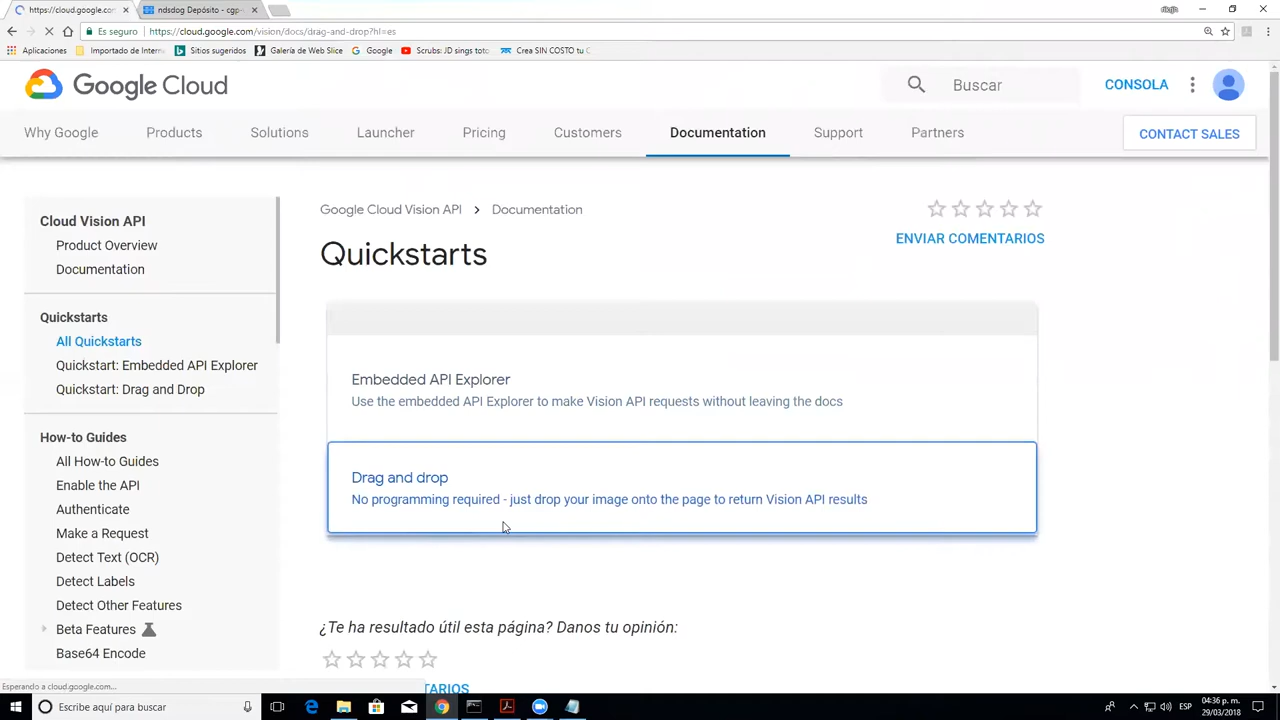 https://cloud.google.com/
ndsdog Depósito - cgp-
Es seguro
https://cloud.google.com/vision/docs/drag-and-drop?hl=es
Aplicaciones
Importado de Intern
Sitios sugeridos
Galería de Web Slice
Google
Scrubs: JD sings toto
Crea SIN COSTO tu C
Google Cloud
Buscar
CONSOLA
Why Google
Products
Solutions
Launcher
Pricing
Customers
Documentation
Support
Partners
CONTACT SALES
Cloud Vision API
Product Overview
Documentation
Quickstarts
All Quickstarts
Quickstart: Embedded API Explorer
Quickstart: Drag and Drop
How-to Guides
All How-to Guides
Enable the API
Authenticate
Make a Request
Detect Text (OCR)
Detect Labels
Detect Other Features
Beta Features
Base64 Encode
Google Cloud Vision API > Documentation
ENVIAR COMENTARIOS
Quickstarts
Embedded API Explorer
Use the embedded API Explorer to make Vision API requests without leaving the docs
Drag and drop
No programming required - just drop your image onto the page to return Vision API results
¿Te ha resultado útil esta página? Danos tu opinión:
TARIOS
Esperando a cloud.google.com...
Escribe aquí para buscar
ESP
04:36 p. m.
29/03/2018